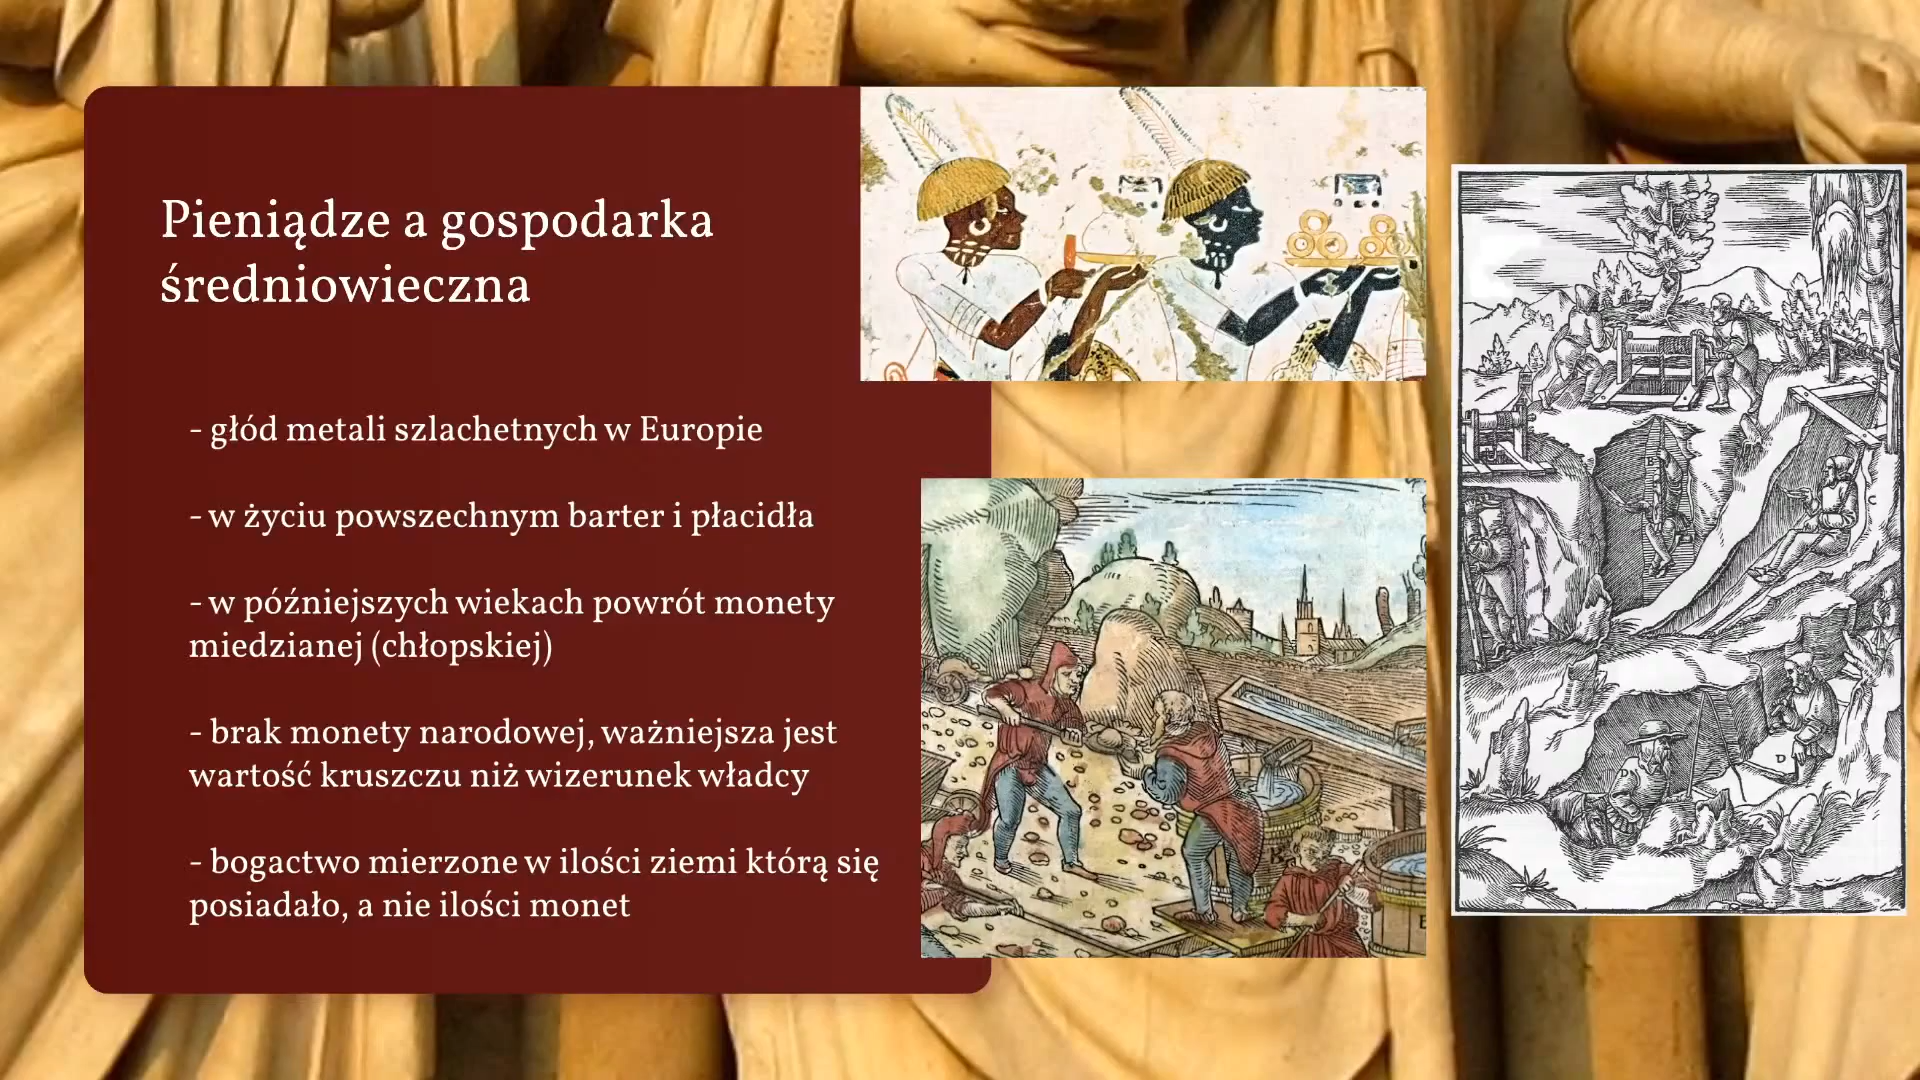 Pieniądze a gospodarka
średniowieczna
- głód metali szlachetnych w Europie
- w życiu powszechnym barter i płacidła
- w późniejszych wiekach powrót monety
miedzianej (chłopskiej)
- brak monety narodowej, ważniejsza jest
wartość kruszczu niż wizerunek władcy
- bogactwo mierzone w ilości ziemi którą się
posiadało, a nie ilości monet